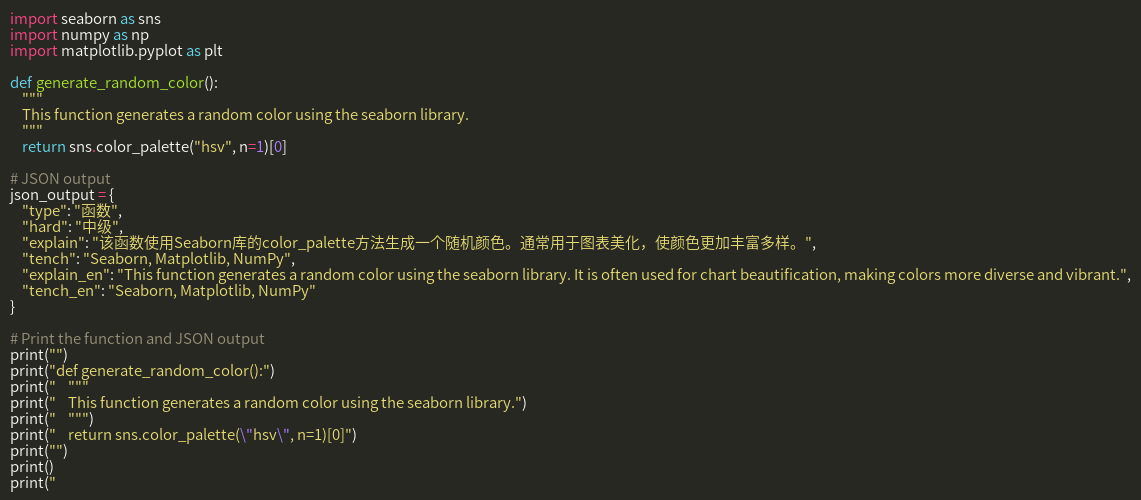 import seaborn as sns
import numpy as np
import matplotlib.pyplot as plt

def generate_random_color():
    """
    This function generates a random color using the seaborn library.
    """
    return sns.color_palette("hsv", n=1)[0]

# JSON output
json_output = {
    "type": "函数",
    "hard": "中级",
    "explain": "该函数使用Seaborn库的color_palette方法生成一个随机颜色。通常用于图表美化，使颜色更加丰富多样。",
    "tench": "Seaborn, Matplotlib, NumPy",
    "explain_en": "This function generates a random color using the seaborn library. It is often used for chart beautification, making colors more diverse and vibrant.",
    "tench_en": "Seaborn, Matplotlib, NumPy"
}

# Print the function and JSON output
print("")
print("def generate_random_color():")
print("    """
print("    This function generates a random color using the seaborn library.")
print("    """)
print("    return sns.color_palette(\"hsv\", n=1)[0]")
print("")
print()
print("